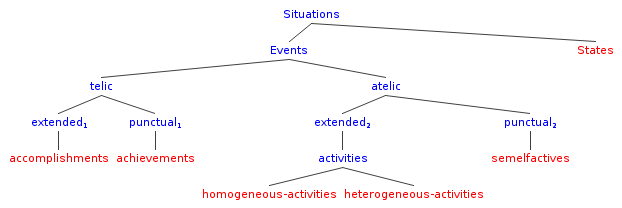 Situations
Events States
telic atelic
extended₁ punctual₁ extended₂ punctual₂
accomplishments achievements activities semelfactives
homogeneous-activities heterogeneous-activities